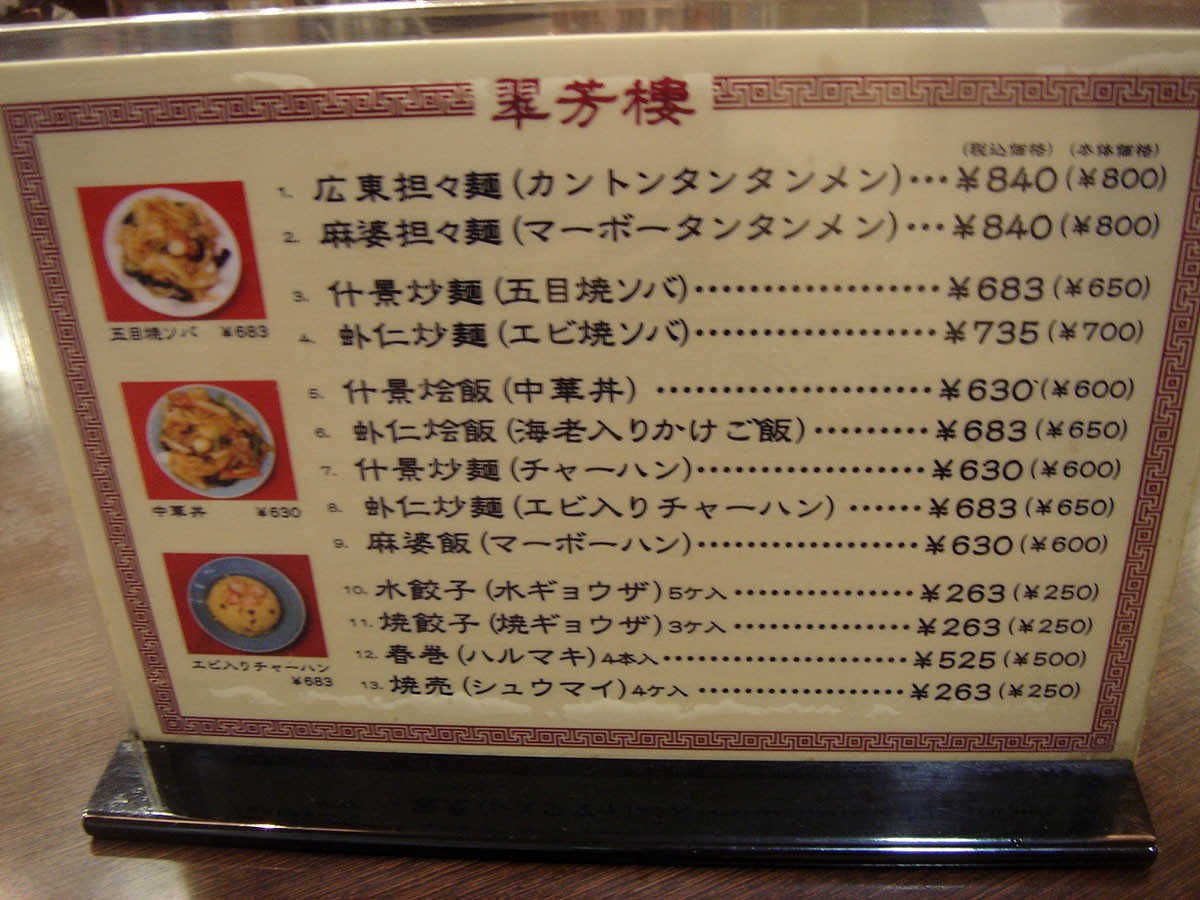 翠芳樓
(税込価格) (本体価格)
1. 広東担々麺 (カントンタンタンメン) … ¥840 (¥800)
2. 麻婆担々麺 (マーボータンタンメン) … ¥840 (¥800)
3. 什景炒麺 (五目焼ソバ) ……………… ¥683 (¥650)
4. 蝦仁炒麺 (エビ焼ソバ) ……………… ¥735 (¥700)
5. 什景烩飯 (中華丼) ……………… ¥630 (¥600)
6. 蝦仁烩飯 (海老入りかけご飯) ……… ¥683 (¥650)
7. 什景炒麺 (チャーハン) ……………… ¥630 (¥600)
8. 蝦仁炒麺 (エビ入りチャーハン) …… ¥683 (¥650)
9. 麻婆飯 (マーボーハン) ……………… ¥630 (¥600)
10. 水餃子 (水ギョウザ) 5ケ入 ………… ¥263 (¥250)
11. 焼餃子 (焼ギョウザ) 3ケ入 ………… ¥263 (¥250)
12. 春巻 (ハルマキ) 4本入 ……………… ¥525 (¥500)
13. 焼売 (シュウマイ) 4ケ入 …………… ¥263 (¥250)
五目焼ソバ ¥683
中華丼 ¥630
エビ入りチャーハン
¥683